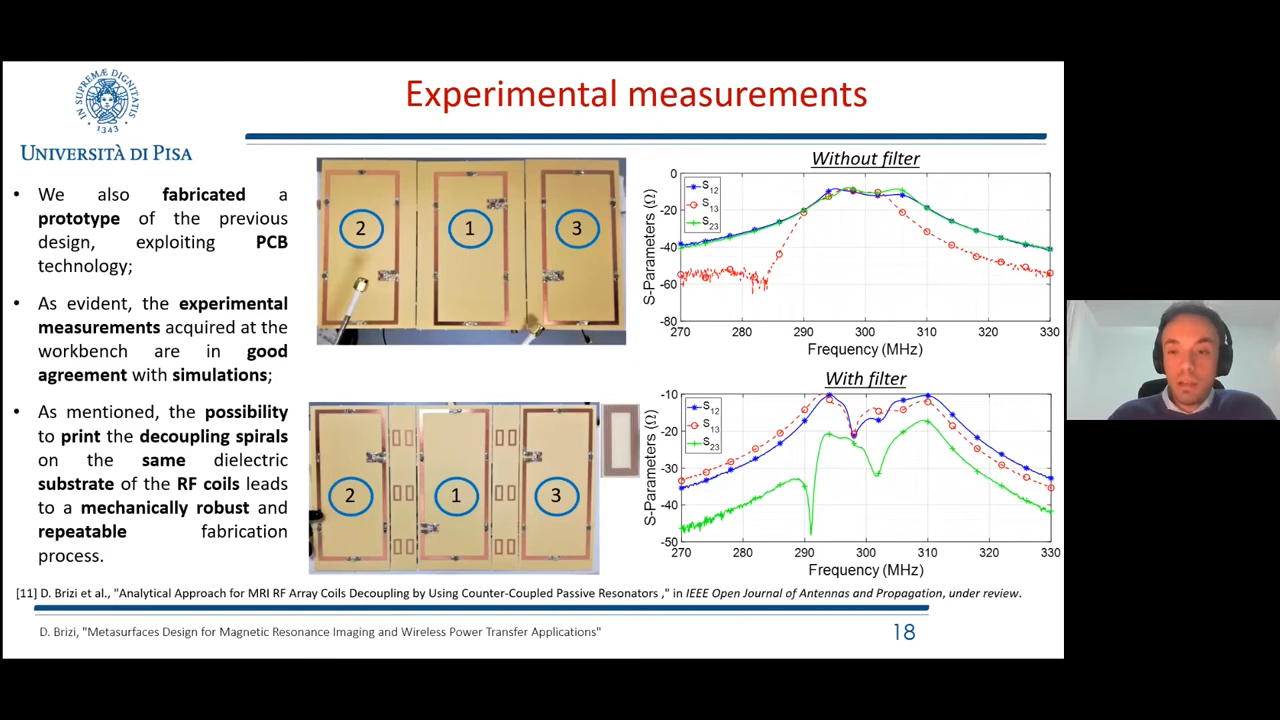 Experimental measurements
IN SUPREMÆ DIGNITATIS
1343
UNIVERSITÀ DI PISA
• We also fabricated a
prototype of the previous
design, exploiting PCB
technology;
• As evident, the experimental
measurements acquired at the
workbench are in good
agreement with simulations;
• As mentioned, the possibility
to print the decoupling spirals
on the same dielectric
substrate of the RF coils leads
to a mechanically robust and
repeatable fabrication
process.
2
1
3
2
1
3
Without filter
S-Parameters (Ω)
0
-20
-40
-60
-80
S12
S13
S23
270 280 290 300 310 320 330
Frequency (MHz)
With filter
S-Parameters (Ω)
-10
-20
-30
-40
-50
S12
S13
S23
270 280 290 300 310 320 330
Frequency (MHz)
[11] D. Brizi et al., "Analytical Approach for MRI RF Array Coils Decoupling by Using Counter-Coupled Passive Resonators ," in IEEE Open Journal of Antennas and Propagation, under review.
D. Brizi, "Metasurfaces Design for Magnetic Resonance Imaging and Wireless Power Transfer Applications"
18